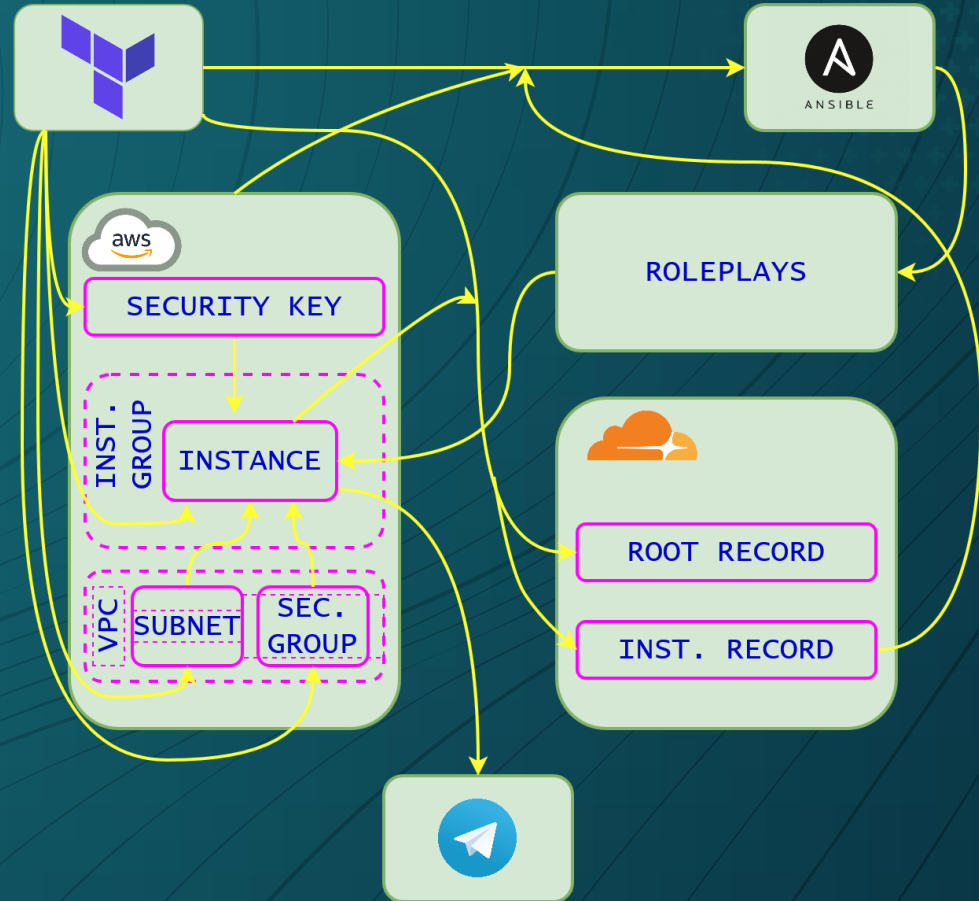 ANSIBLE
aws
SECURITY KEY
ROLEPLAYS
INST.
GROUP
INSTANCE
ROOT RECORD
VPC
SUBNET
SEC.
GROUP
INST. RECORD